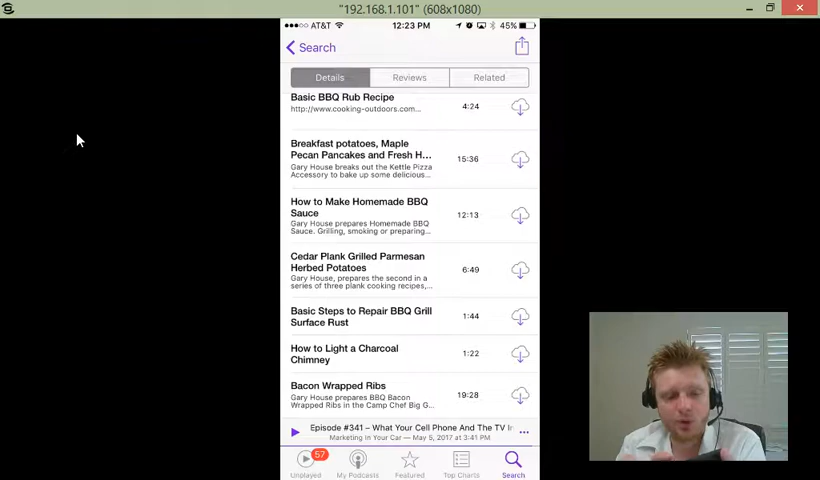 "192.168.1.101" (608x1080)
AT&T 12:23 PM 45%
Search
Details Reviews Related
Basic BBQ Rub Recipe
http://www.cooking-outdoors.com...
4:24
Breakfast potatoes, Maple
Pecan Pancakes and Fresh H...
Gary House breaks out the Kettle Pizza
Accessory to bake up some delicious...
15:36
How to Make Homemade BBQ
Sauce
Gary House prepares Homemade BBQ
Sauce. Grilling, smoking or preparing...
12:13
Cedar Plank Grilled Parmesan
Herbed Potatoes
Gary House, prepares the second in a
series of three plank cooking recipes,...
6:49
Basic Steps to Repair BBQ Grill
Surface Rust
1:44
How to Light a Charcoal
Chimney
1:22
Bacon Wrapped Ribs
Gary House prepares BBQ Bacon
Wrapped Ribs in the Camp Chef Big G...
19:28
Episode #341 – What Your Cell Phone And The TV In
Marketing In Your Car — May 5, 2017 at 3:41 PM
57
Unplayed My Podcasts Featured Top Charts Search